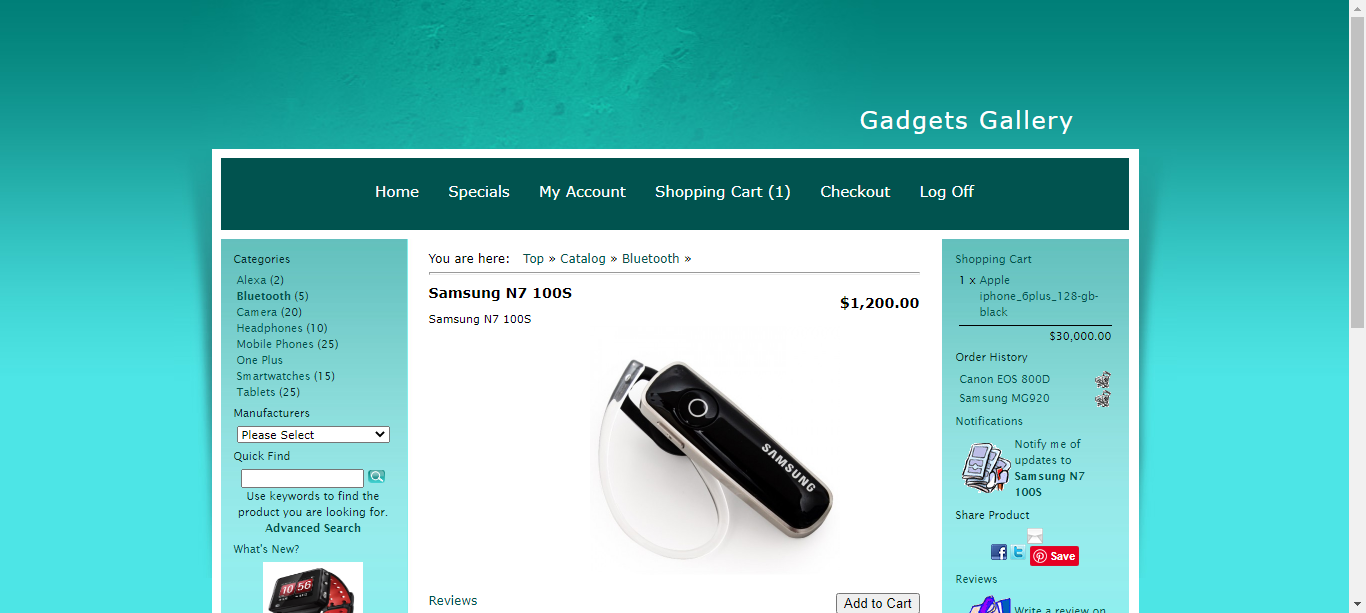 Gadgets Gallery
Home Specials My Account Shopping Cart (1) Checkout Log Off
Categories
Alexa (2)
Bluetooth (5)
Camera (20)
Headphones (10)
Mobile Phones (25)
One Plus
Smartwatches (15)
Tablets (25)
Manufacturers
Please Select
Quick Find
Use keywords to find the
product you are looking for.
Advanced Search
What's New?
10 56
You are here: Top » Catalog » Bluetooth »
Samsung N7 100S
$1,200.00
Samsung N7 100S
SAMSUNG
Reviews
Add to Cart
Shopping Cart
1 x Apple
iphone_6plus_128-gb-
black
$30,000.00
Order History
Canon EOS 800D
Samsung MG920
Notifications
Notify me of
updates to
Samsung N7
100S
Share Product
f t Save
Reviews
Write a review on